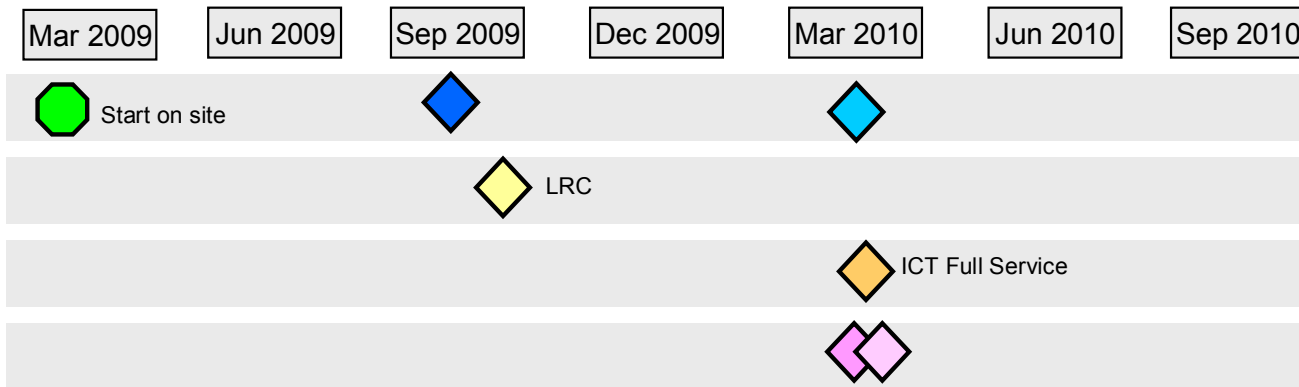 Mar 2009 Jun 2009 Sep 2009 Dec 2009 Mar 2010 Jun 2010 Sep 2010
Start on site
LRC
ICT Full Service